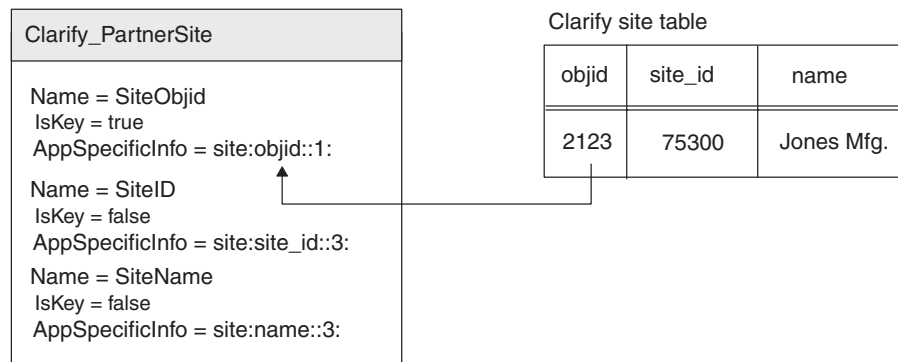 Clarify_PartnerSite
Name = SiteObjid
IsKey = true
AppSpecificInfo = site:objid::1:
Name = SiteID
IsKey = false
AppSpecificInfo = site:site_id::3:
Name = SiteName
IsKey = false
AppSpecificInfo = site:name::3:
Clarify site table
objid site_id name
2123 75300 Jones Mfg.